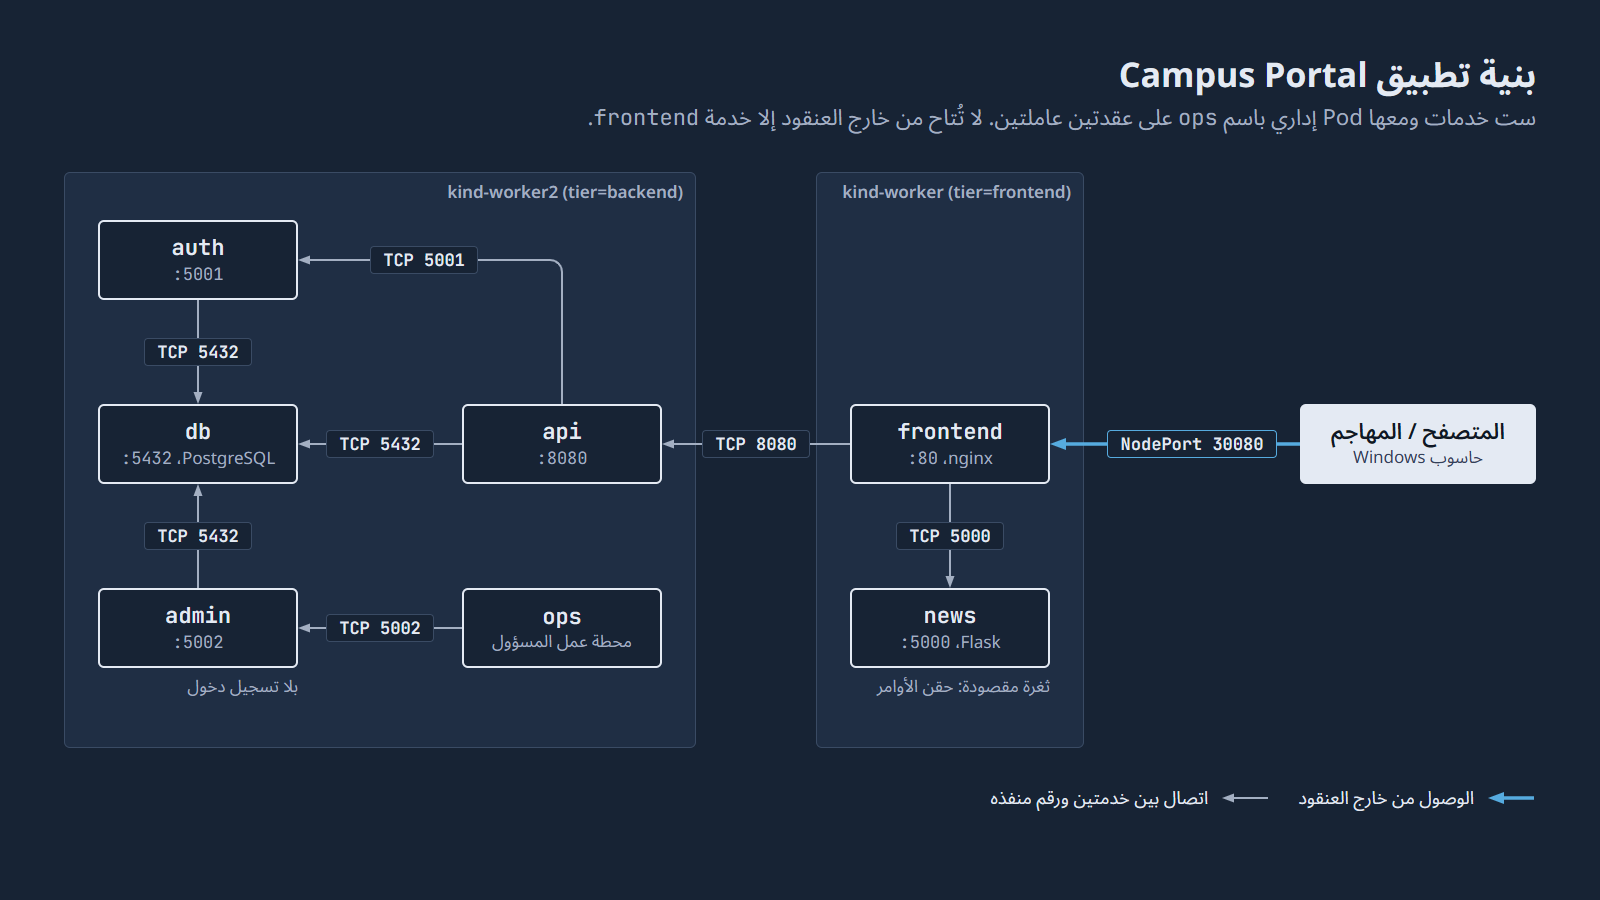 بنية تطبيق Campus Portal
ست خدمات ومعها Pod إداري باسم ops على عقدتين عاملتين. لا تُتاح من خارج العنقود إلا خدمة frontend.
kind-worker (tier=frontend)
kind-worker2 (tier=backend)
auth
:5001
TCP 5001
TCP 5432
المتصفح / المهاجم
حاسوب Windows
NodePort 30080
frontend
nginx، :80
TCP 8080
api
:8080
TCP 5432
db
PostgreSQL، :5432
TCP 5000
TCP 5432
news
Flask، :5000
ثغرة مقصودة: حقن الأوامر
ops
محطة عمل المسؤول
TCP 5002
admin
:5002
بلا تسجيل دخول
الوصول من خارج العنقود
اتصال بين خدمتين ورقم منفذه